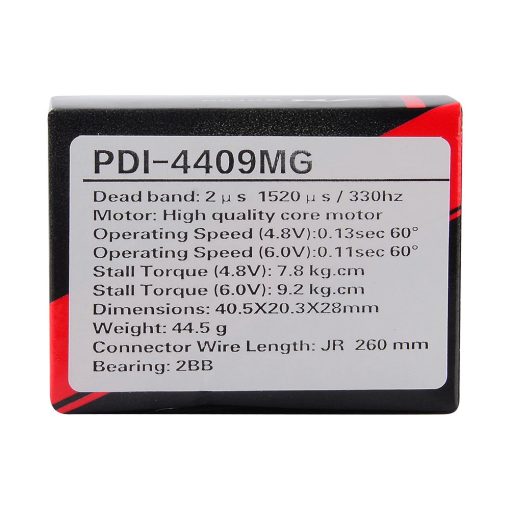 PDI-4409MG
Dead band: 2μs 1520μs / 330hz
Motor: High quality core motor
Operating Speed (4.8V):0.13sec 60°
Operating Speed (6.0V):0.11sec 60°
Stall Torque (4.8V): 7.8 kg.cm
Stall Torque (6.0V): 9.2 kg.cm
Dimensions: 40.5X20.3X28mm
Weight: 44.5 g
Connector Wire Length: JR 260 mm
Bearing: 2BB